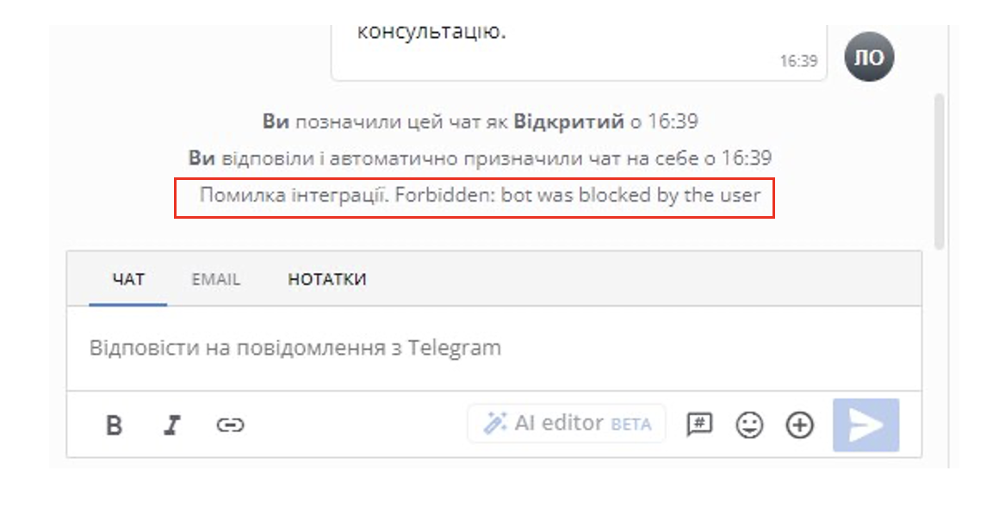 консультацію.
16:39
ЛО
Ви позначили цей чат як Відкритий о 16:39
Ви відповіли і автоматично призначили чат на себе о 16:39
Помилка інтеграції. Forbidden: bot was blocked by the user
ЧАТ EMAIL НОТАТКИ
Відповісти на повідомлення з Telegram
B I AI editor BETA #